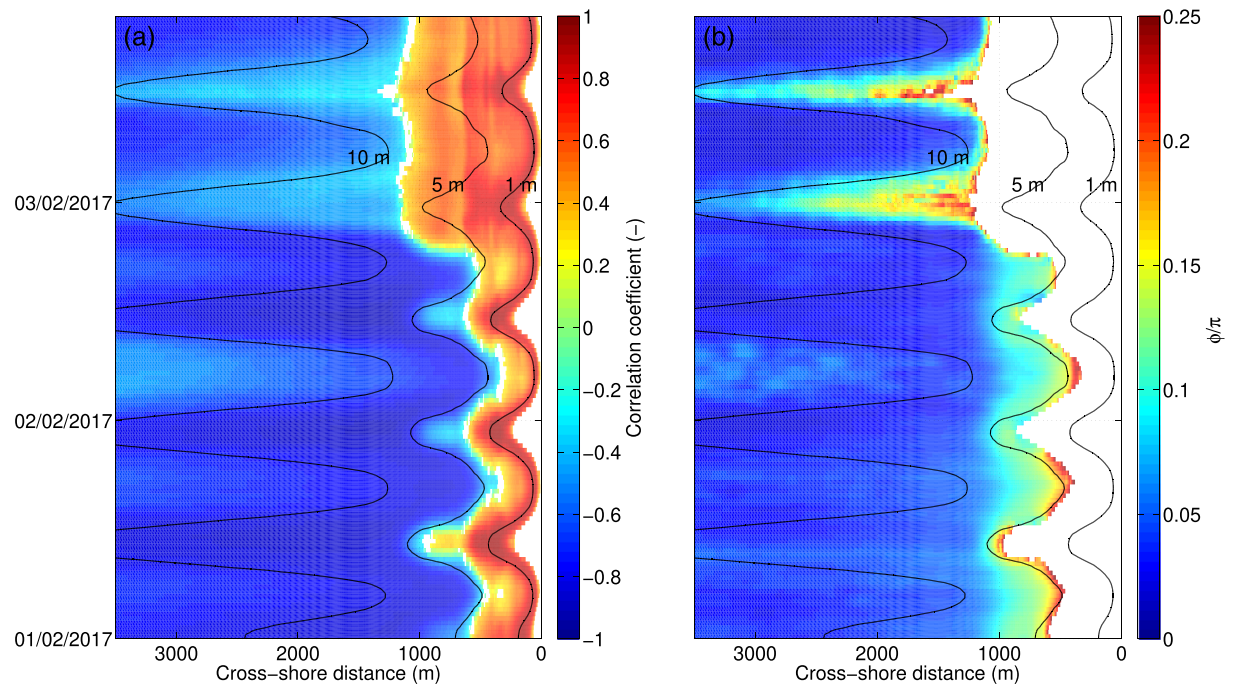 (a)
(b)
10 m
5 m
1 m
10 m
5 m
1 m
03/02/2017
02/02/2017
01/02/2017
3000
2000
1000
0
Cross−shore distance (m)
1
0.8
0.6
0.4
0.2
0
−0.2
−0.4
−0.6
−0.8
−1
Correlation coefficient (−)
3000
2000
1000
0
Cross−shore distance (m)
0.25
0.2
0.15
0.1
0.05
0
ϕ/π